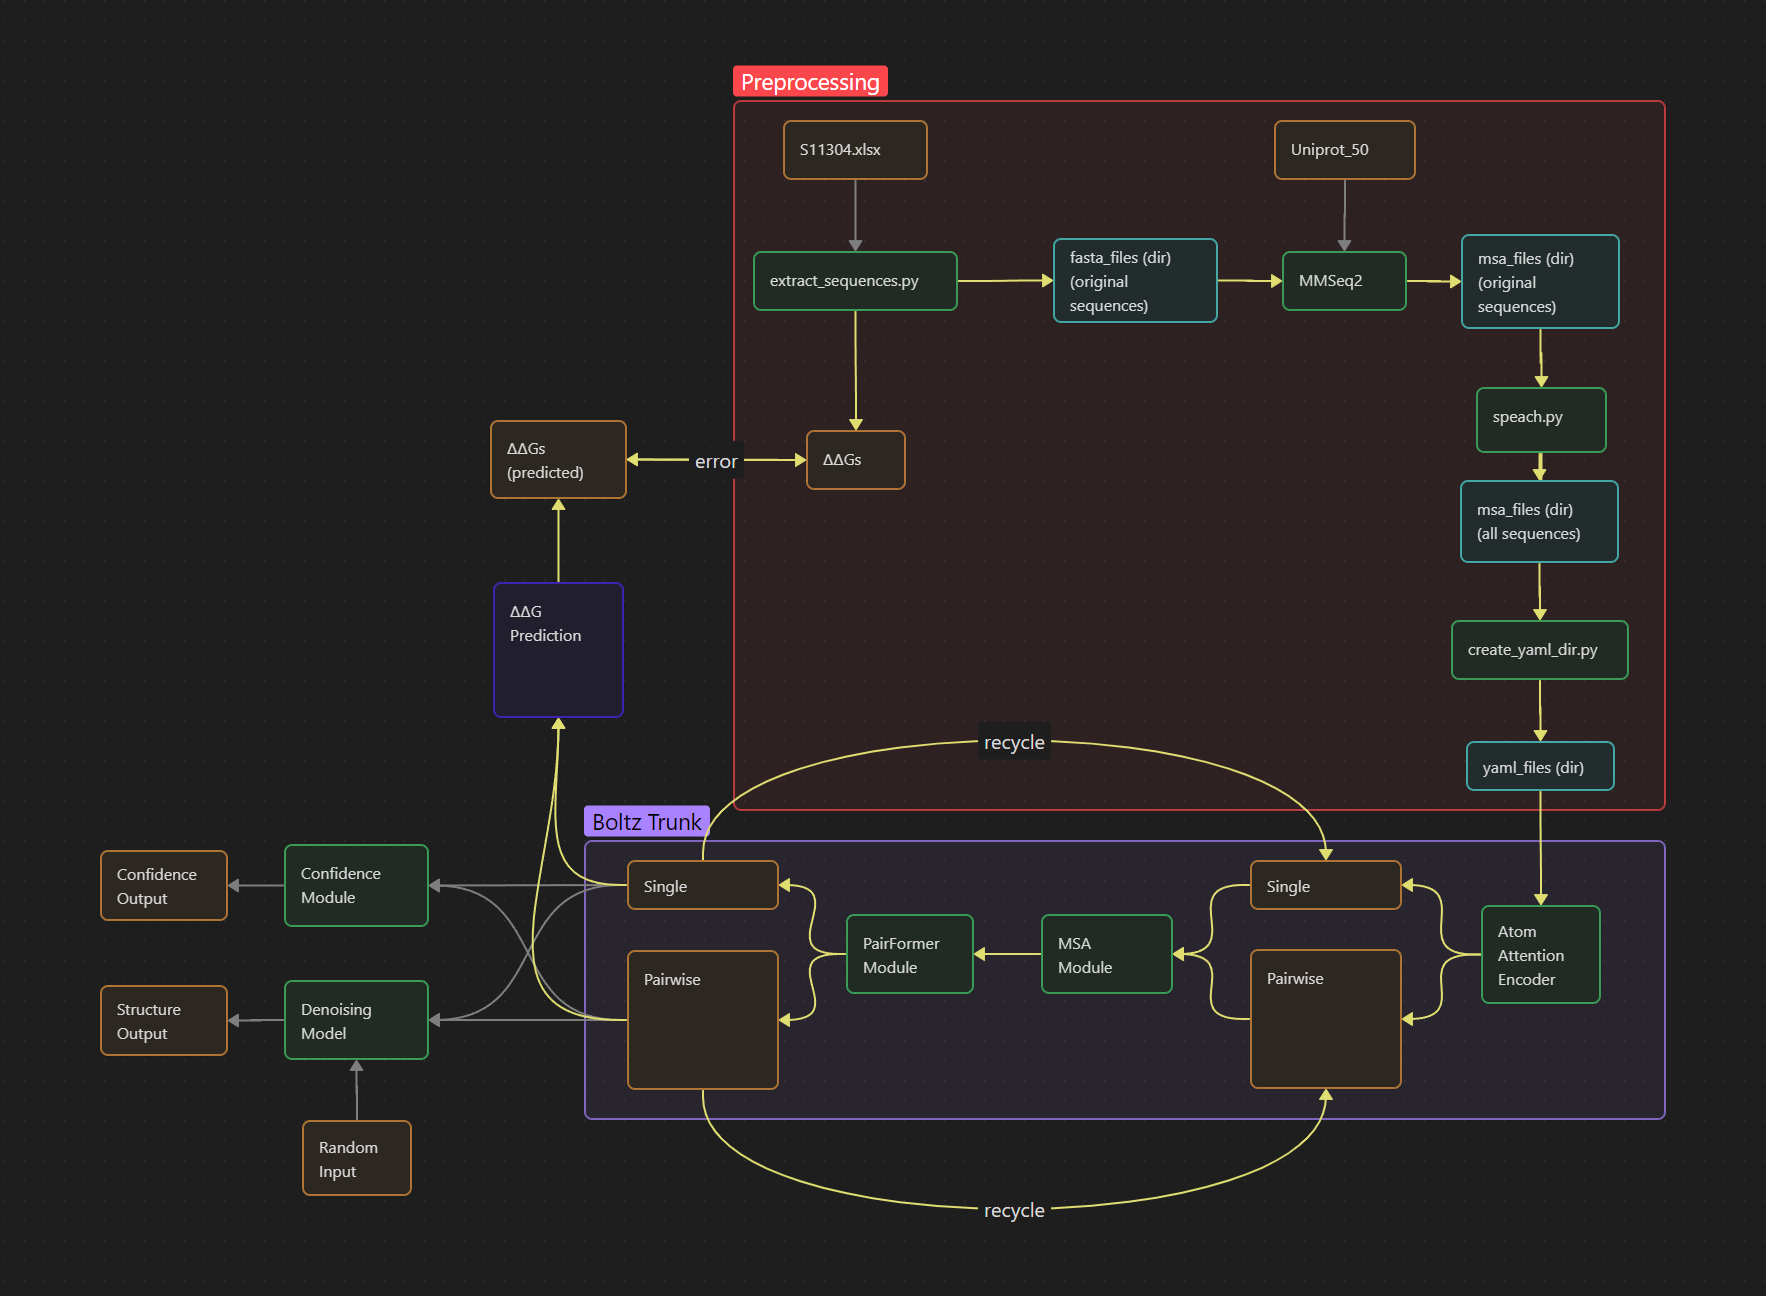 Preprocessing
S11304.xlsx
Uniprot_50
extract_sequences.py
fasta_files (dir)
(original
sequences)
MMSeq2
msa_files (dir)
(original
sequences)
speach.py
ΔΔGs
(predicted)
error
ΔΔGs
msa_files (dir)
(all sequences)
ΔΔG
Prediction
create_yaml_dir.py
recycle
yaml_files (dir)
Boltz Trunk
Confidence
Output
Confidence
Module
Single
Single
PairFormer
Module
MSA
Module
Atom
Attention
Encoder
Pairwise
Pairwise
Structure
Output
Denoising
Model
Random
Input
recycle